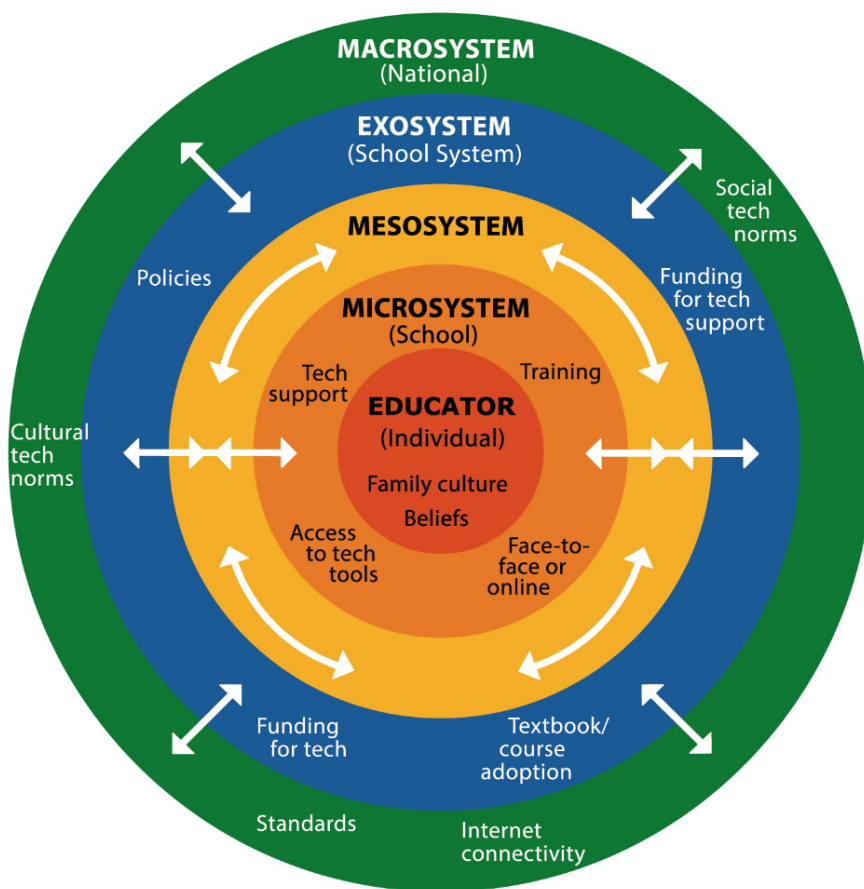 MACROSYSTEM
(National)
EXOSYSTEM
(School System)
Social
tech
norms
MESOSYSTEM
Policies
Funding
for tech
support
MICROSYSTEM
(School)
Tech
support
Training
EDUCATOR
(Individual)
Cultural
tech
norms
Family culture
Beliefs
Access
to tech
tools
Face-to-
face or
online
Funding
for tech
Textbook/
course
adoption
Standards
Internet
connectivity